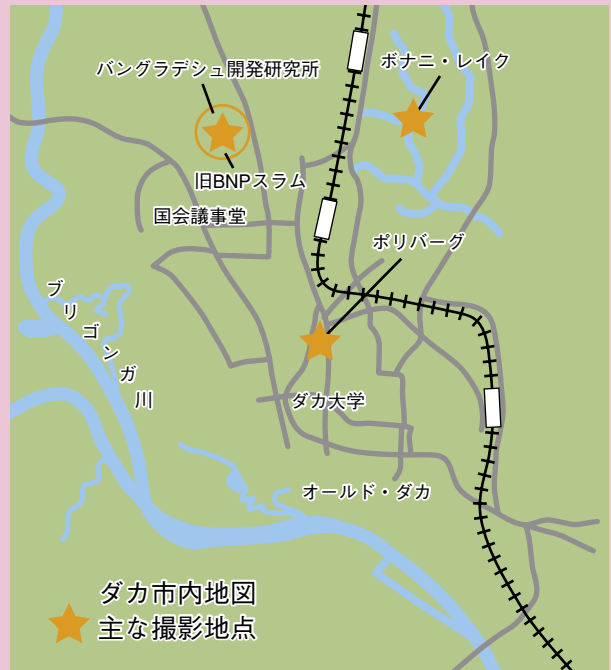 バングラデシュ開発研究所
ボナニ・レイク
旧BNPスラム
国会議事堂
ポリバーグ
ブリゴンガ川
ダカ大学
オールド・ダカ
ダカ市内地図
主な撮影地点